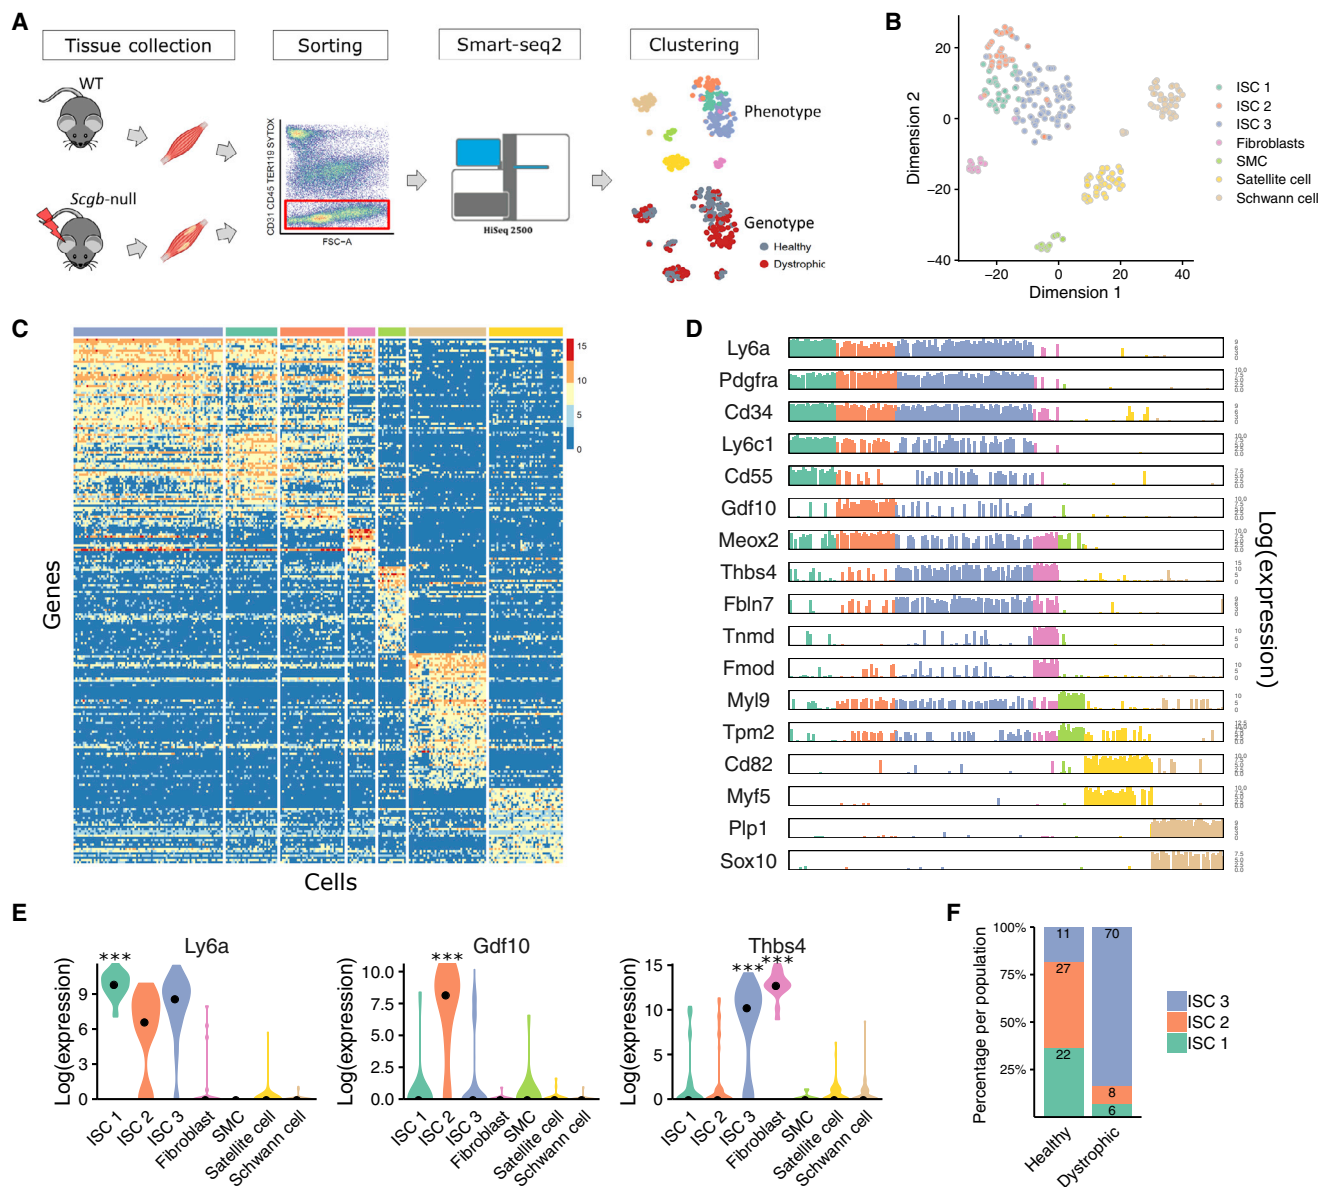 A
Tissue collection
Sorting
Smart-seq2
Clustering
WT
Scgb-null
CD31 CD45 TER119 SYTOX
FSC-A
HiSeq 2500
Phenotype
Genotype
Healthy
Dystrophic
B
Dimension 2
20
0
−20
−40
−20
0
20
40
Dimension 1
ISC 1
ISC 2
ISC 3
Fibroblasts
SMC
Satellite cell
Schwann cell
C
Genes
Cells
15
10
5
0
D
Ly6a
Pdgfra
Cd34
Ly6c1
Cd55
Gdf10
Meox2
Thbs4
Fbln7
Tnmd
Fmod
Myl9
Tpm2
Cd82
Myf5
Plp1
Sox10
Log(expression)
E
Ly6a
Log(expression)
9
6
3
0
***
ISC 1
ISC 2
ISC 3
Fibroblast
SMC
Satellite cell
Schwann cell
Gdf10
Log(expression)
10.0
7.5
5.0
2.5
0.0
***
ISC 1
ISC 2
ISC 3
Fibroblast
SMC
Satellite cell
Schwann cell
Thbs4
Log(expression)
15
10
5
0
***
***
ISC 1
ISC 2
ISC 3
Fibroblast
SMC
Satellite cell
Schwann cell
F
Percentage per population
100%
75%
50%
25%
11
27
22
70
8
6
Healthy
Dystrophic
ISC 3
ISC 2
ISC 1